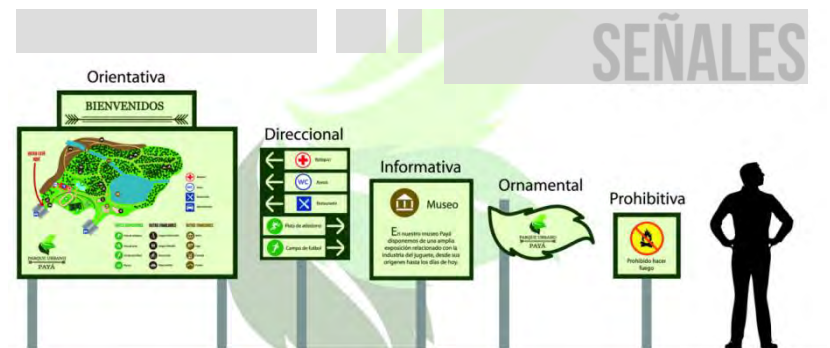 SEÑALES
Orientativa
BIENVENIDOS
PARQUE URBANO
PAYÁ
Direccional
Botiquín
WC
Aseos
Restaurante
Pista de atletismo
Campo de fútbol
Informativa
Museo
En nuestro museo Payá
disponemos de una amplia
exposición relacionado con la
industria del juguete, desde sus
orígenes hasta los días de hoy.
Ornamental
PARQUE URBANO
PAYÁ
Prohibitiva
Prohibido hacer
fuego